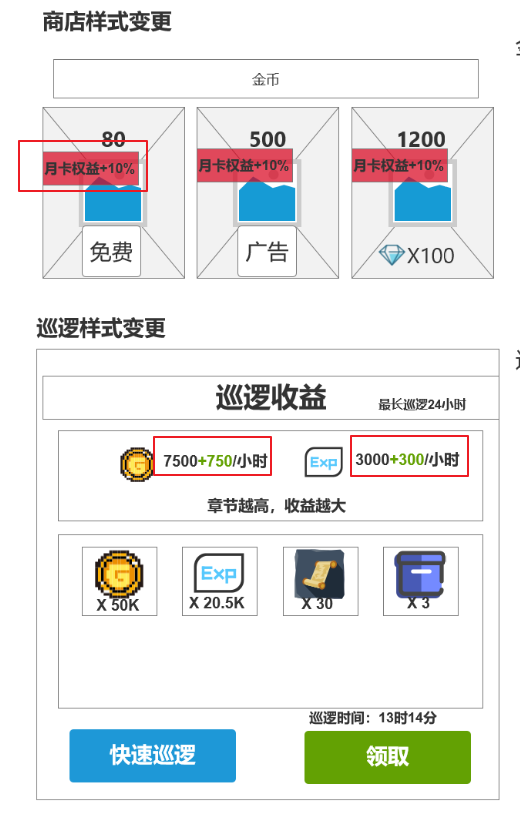 商店样式变更
金币
80
500
1200
月卡权益+10%
月卡权益+10%
月卡权益+10%
免费
广告
X100
巡逻样式变更
巡逻收益
最长巡逻24小时
7500+750/小时
Exp
3000+300/小时
章节越高，收益越大
G
Exp
X 50K
X 20.5K
X 30
X 3
巡逻时间：13时14分
快速巡逻
领取